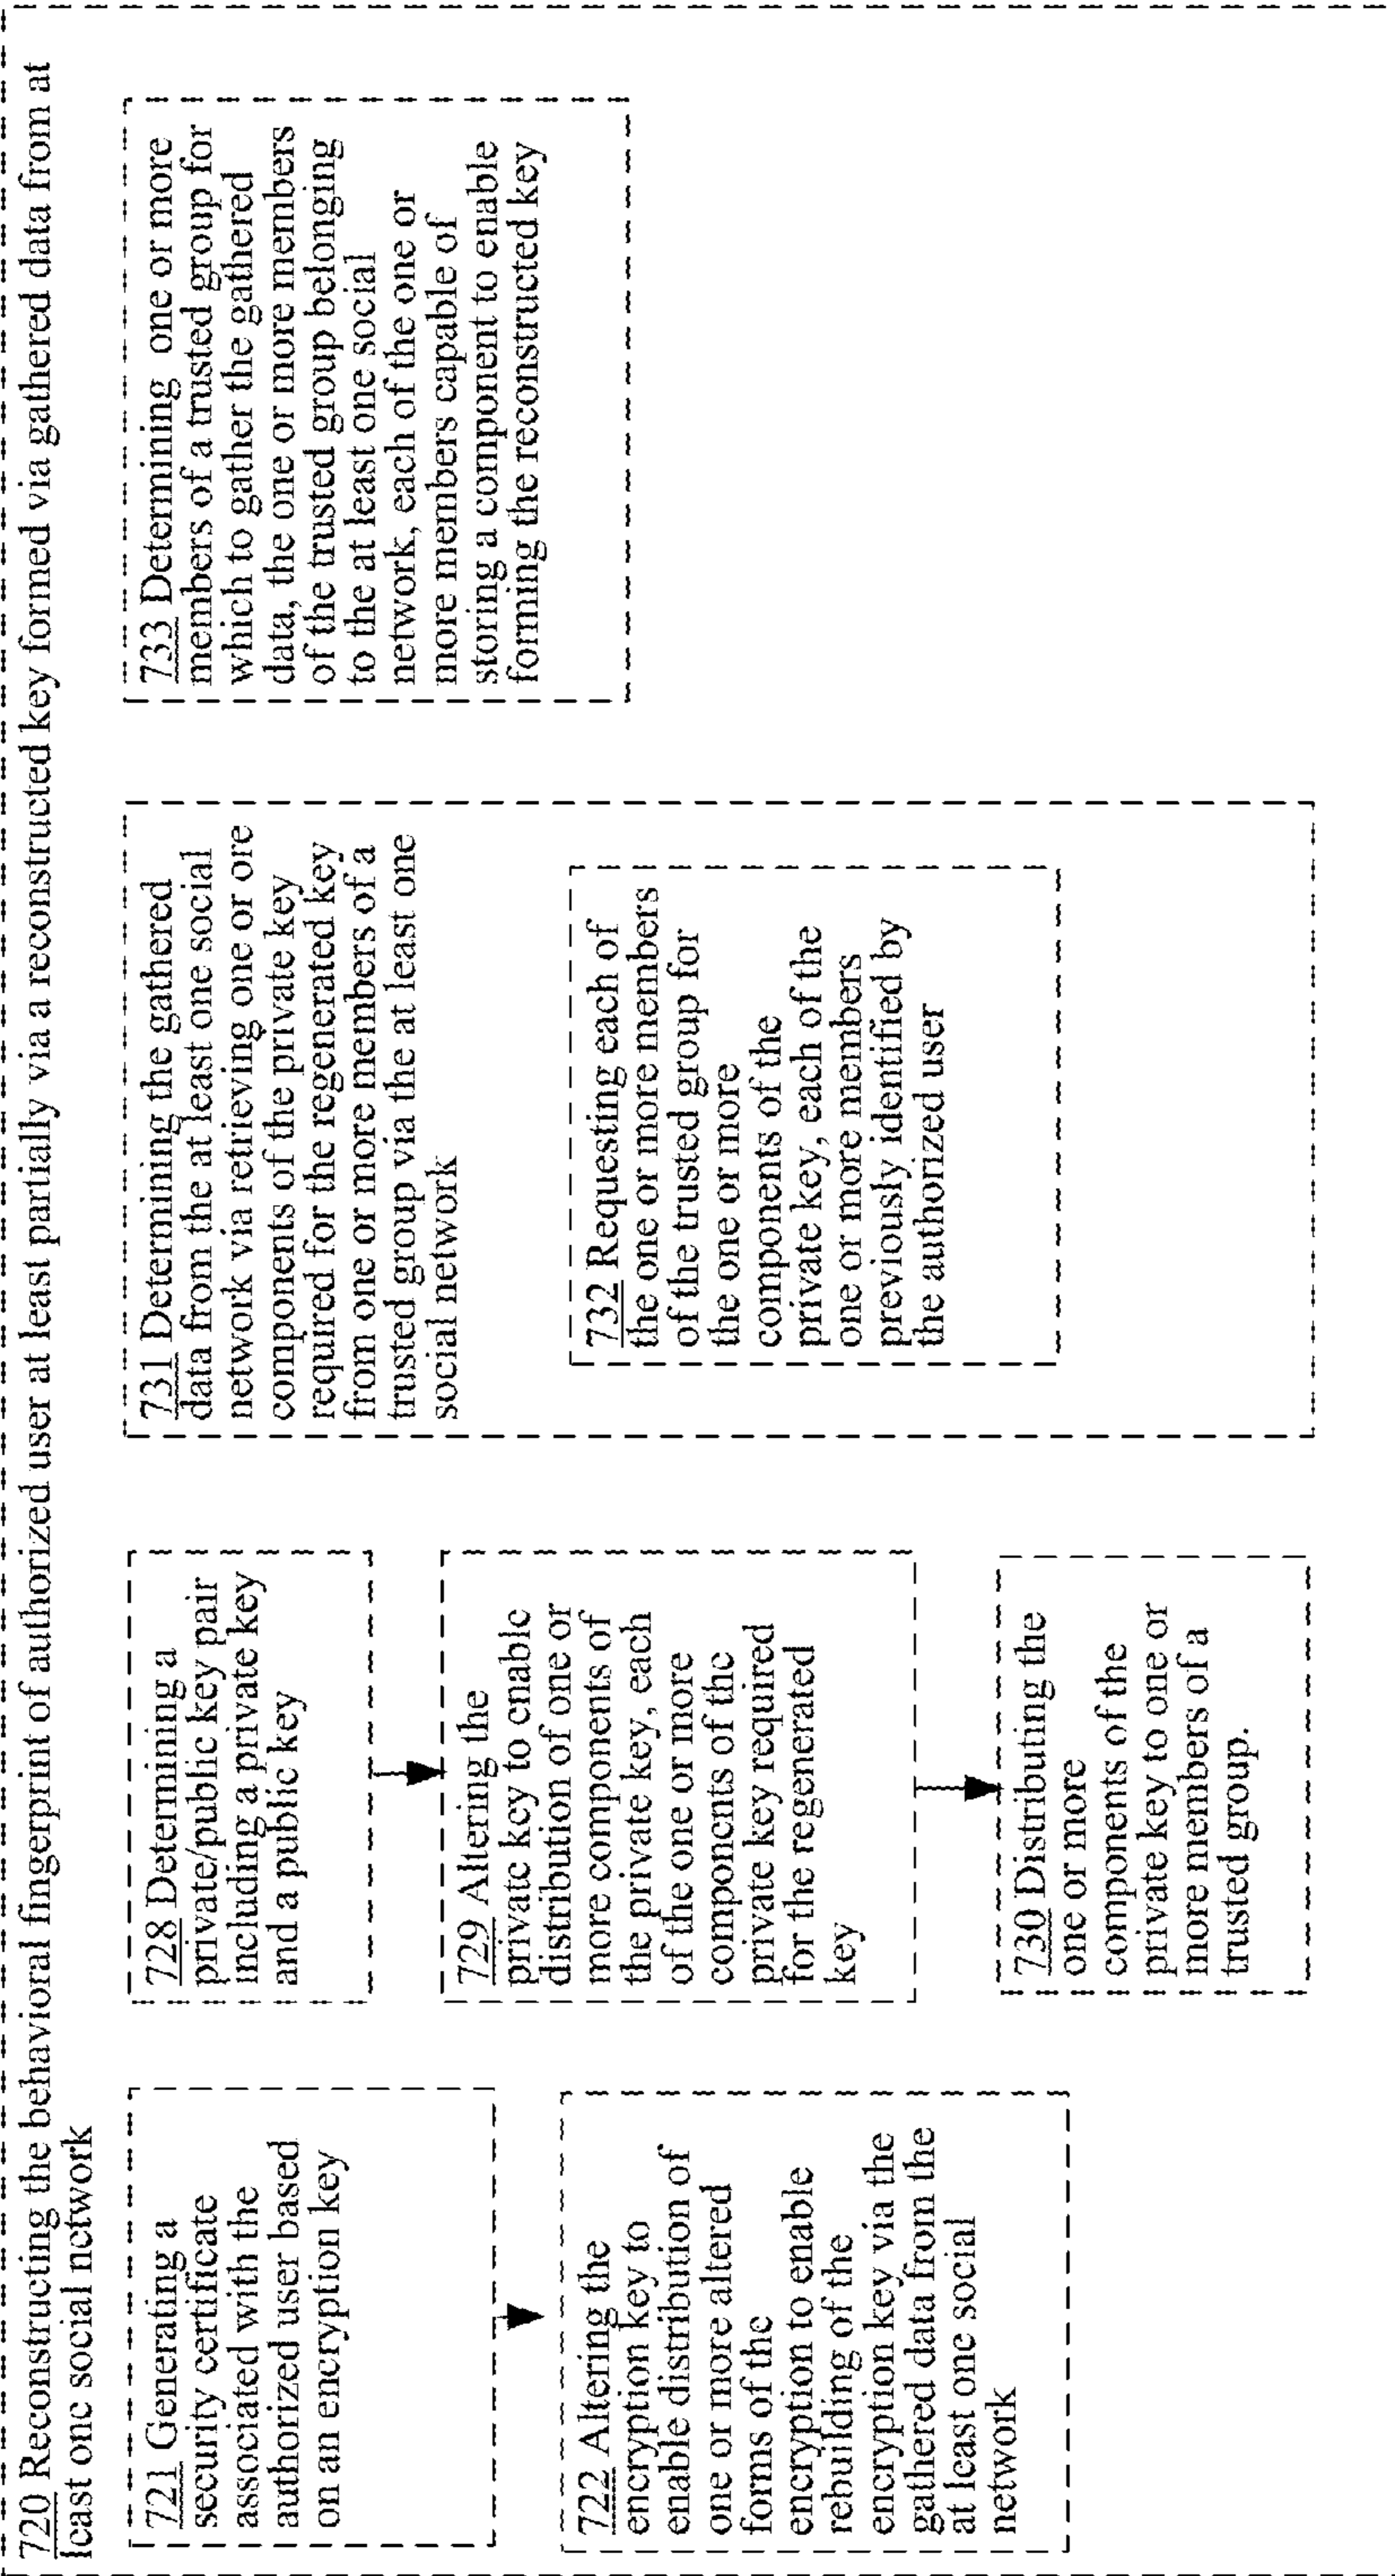 720 Reconstructing the behavioral fingerprint of authorized user at least partially via a reconstructed key formed via gathered data from at
least one social network
721 Generating a
security certificate
associated with the
authorized user based
on an encryption key
722 Altering the
encryption key to
enable distribution of
one or more altered
forms of the
encryption to enable
rebuilding of the
encryption key via the
gathered data from the
at least one social
network
728 Determining a
private/public key pair
including a private key
and a public key
729 Altering the
private key to enable
distribution of one or
more components of
the private key, each
of the one or more
components of the
private key required
for the regenerated
key
730 Distributing the
one or more
components of the
private key to one or
more members of a
trusted group.
731 Determining the gathered
data from the at least one social
network via retrieving one or ore
components of the private key
required for the regenerated key
from one or more members of a
trusted group via the at least one
social network
732 Requesting each of
the one or more members
of the trusted group for
the one or more
components of the
private key, each of the
one or more members
previously identified by
the authorized user
733 Determining one or more
members of a trusted group for
which to gather the gathered
data, the one or more members
of the trusted group belonging
to the at least one social
network, each of the one or
more members capable of
storing a component to enable
forming the reconstructed key